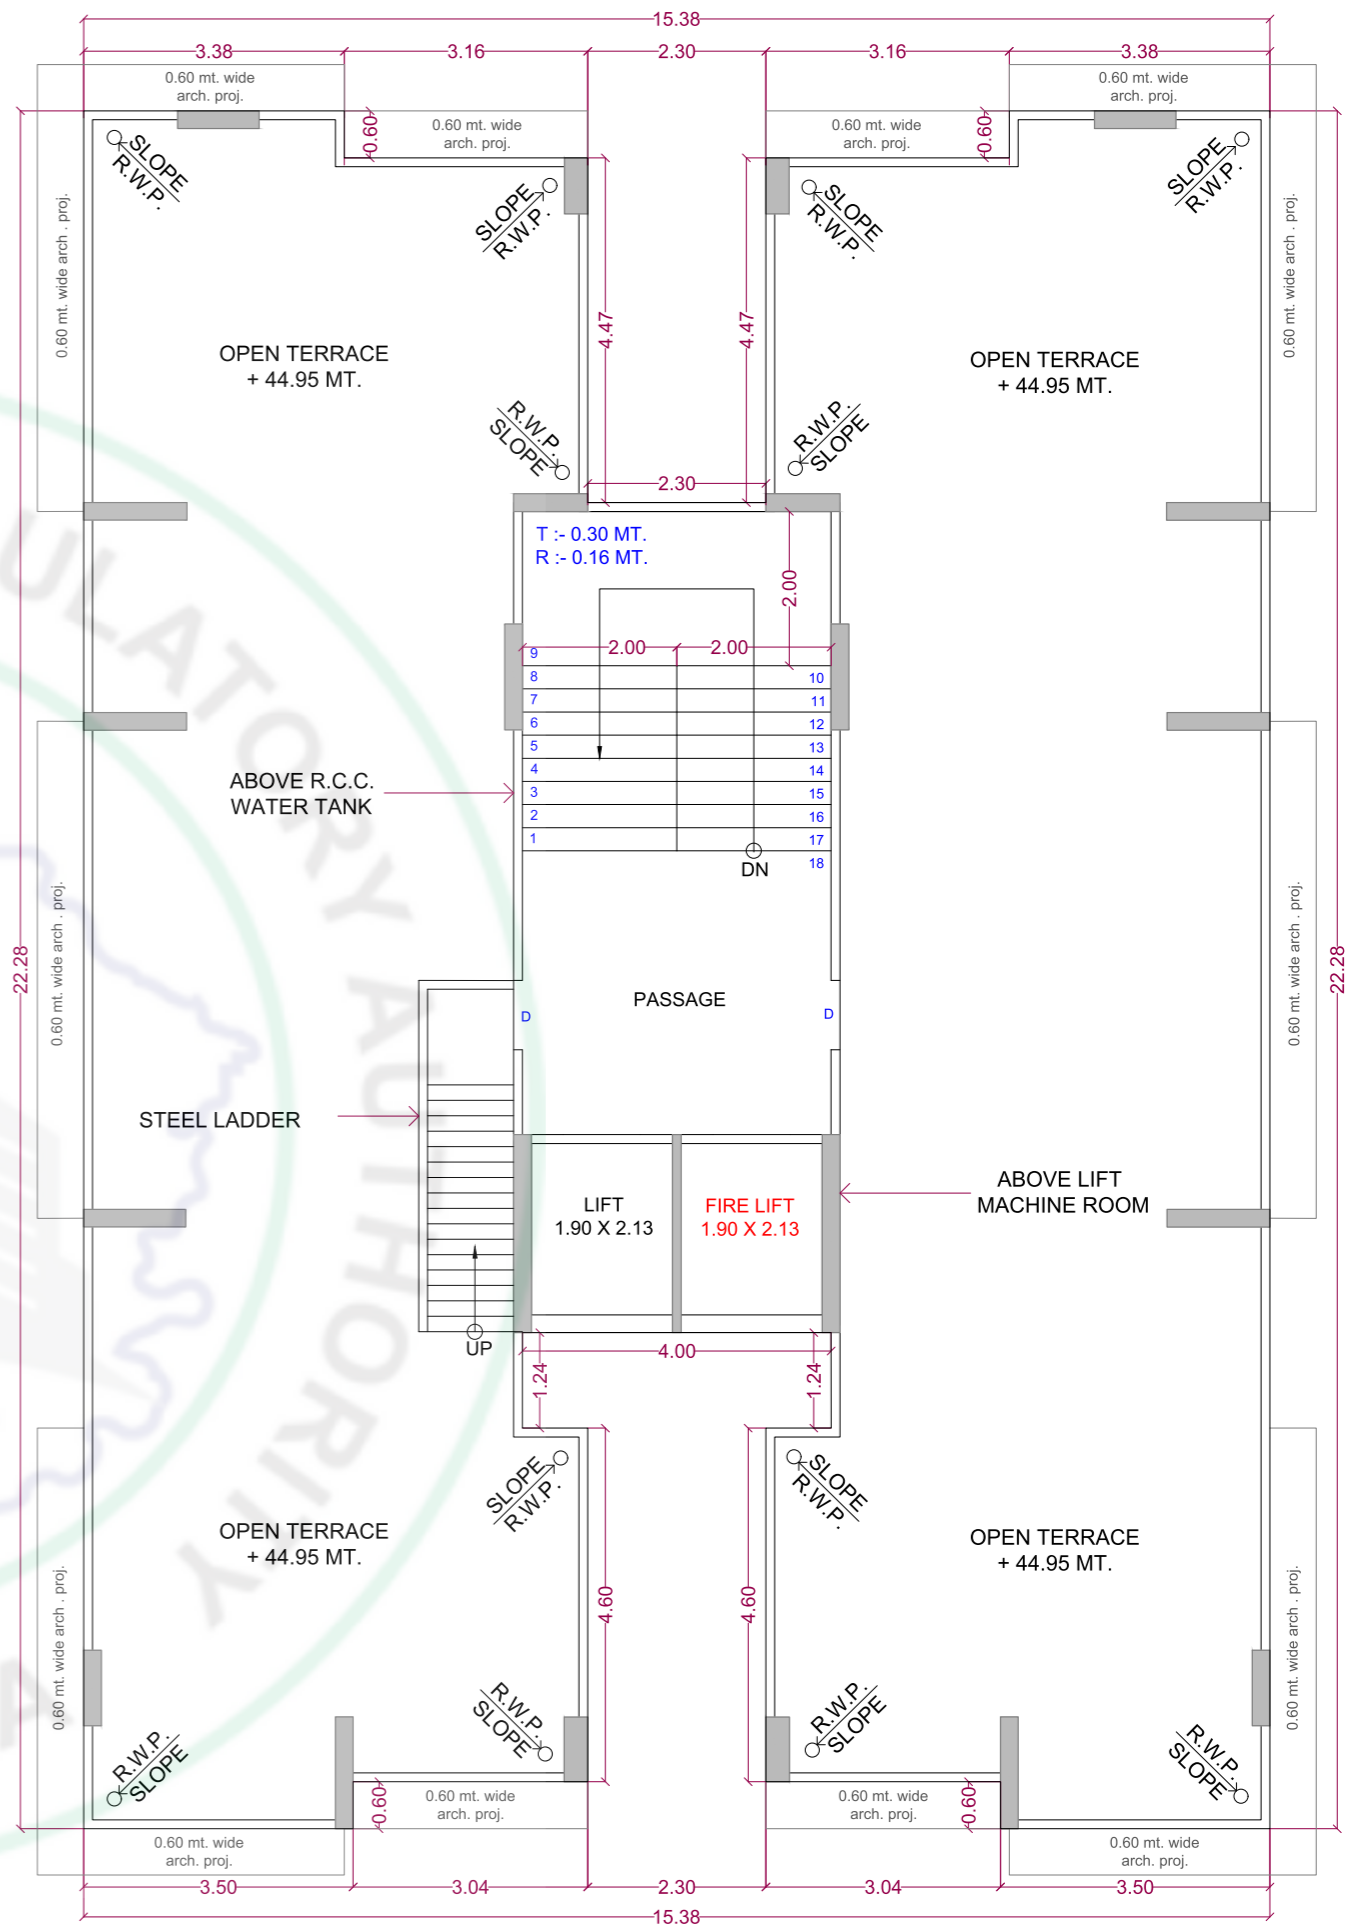 15.38
3.38 3.16 2.30 3.16 3.38
0.60 mt. wide
arch. proj.
0.60 mt. wide
arch. proj.
0.60 mt. wide
arch. proj.
0.60 mt. wide
arch. proj.
0.60
0.60
SLOPE
R.W.P.
SLOPE
R.W.P.
SLOPE
R.W.P.
SLOPE
R.W.P.
0.60 mt. wide arch . proj.
0.60 mt. wide arch . proj.
4.47
4.47
OPEN TERRACE
+ 44.95 MT.
OPEN TERRACE
+ 44.95 MT.
R.W.P.
SLOPE
R.W.P.
SLOPE
2.30
T :- 0.30 MT.
R :- 0.16 MT.
2.00
2.00 2.00
9
8
7
6
5
4
3
2
1
10
11
12
13
14
15
16
17
18
DN
ABOVE R.C.C.
WATER TANK
22.28
22.28
0.60 mt. wide arch . proj.
0.60 mt. wide arch . proj.
PASSAGE
D
D
STEEL LADDER
LIFT
1.90 X 2.13
FIRE LIFT
1.90 X 2.13
ABOVE LIFT
MACHINE ROOM
UP
4.00
1.24
1.24
SLOPE
R.W.P.
SLOPE
R.W.P.
OPEN TERRACE
+ 44.95 MT.
OPEN TERRACE
+ 44.95 MT.
4.60
4.60
0.60 mt. wide arch . proj.
0.60 mt. wide arch . proj.
R.W.P.
SLOPE
R.W.P.
SLOPE
R.W.P.
SLOPE
R.W.P.
SLOPE
0.60
0.60
0.60 mt. wide
arch. proj.
0.60 mt. wide
arch. proj.
0.60 mt. wide
arch. proj.
0.60 mt. wide
arch. proj.
3.50 3.04 2.30 3.04 3.50
15.38
ULATORY AUTHORITY